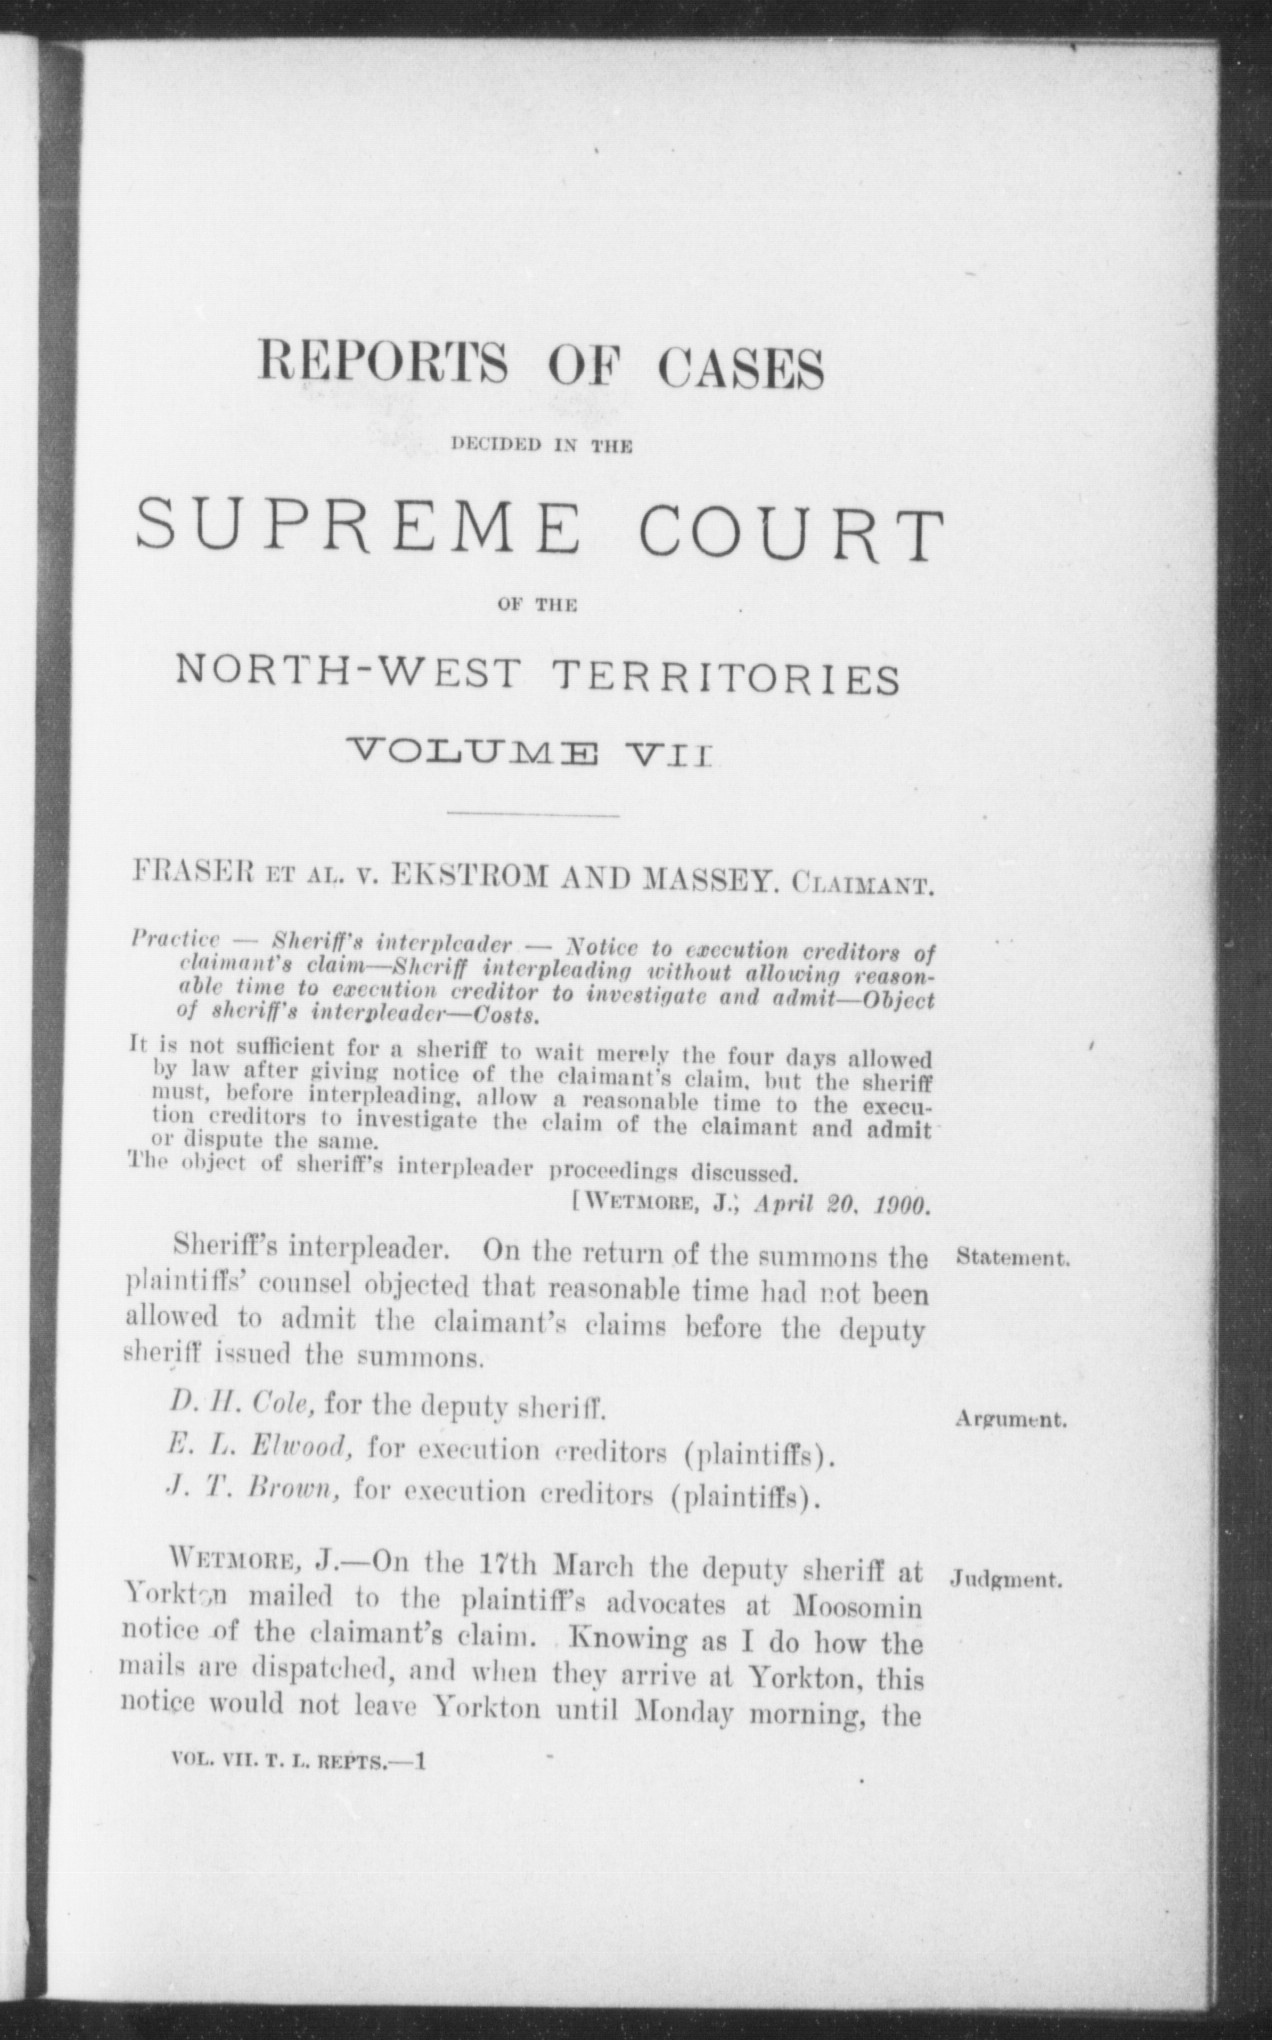 REPORTS OF CASES
DECIDED IN THE
SUPREME COURT
OF THE
NORTH-WEST TERRITORIES
VOLUME VII
FRASER ET AL. V. EKSTROM AND MASSEY. CLAIMANT.
Practice — Sheriff's interpleader — Notice to execution creditors of
claimant's claim—Sheriff interpleading without allowing reason-
able time to execution creditor to investigate and admit—Object
of sheriff's interpleader—Costs.
It is not sufficient for a sheriff to wait merely the four days allowed
by law after giving notice of the claimant's claim, but the sheriff
must, before interpleading, allow a reasonable time to the execu-
tion creditors to investigate the claim of the claimant and admit
or dispute the same.
The object of sheriff's interpleader proceedings discussed.
[WETMORE, J., April 20, 1900.
Sheriff's interpleader. On the return of the summons the Statement.
plaintiffs' counsel objected that reasonable time had not been
allowed to admit the claimant's claims before the deputy
sheriff issued the summons.
D. H. Cole, for the deputy sheriff. Argument.
E. L. Elwood, for execution creditors (plaintiffs).
J. T. Brown, for execution creditors (plaintiffs).
WETMORE, J.—On the 17th March the deputy sheriff at Judgment.
Yorkton mailed to the plaintiff's advocates at Moosomin
notice of the claimant's claim. Knowing as I do how the
mails are dispatched, and when they arrive at Yorkton, this
notice would not leave Yorkton until Monday morning, the
VOL. VII. T. L. REPTS.—1